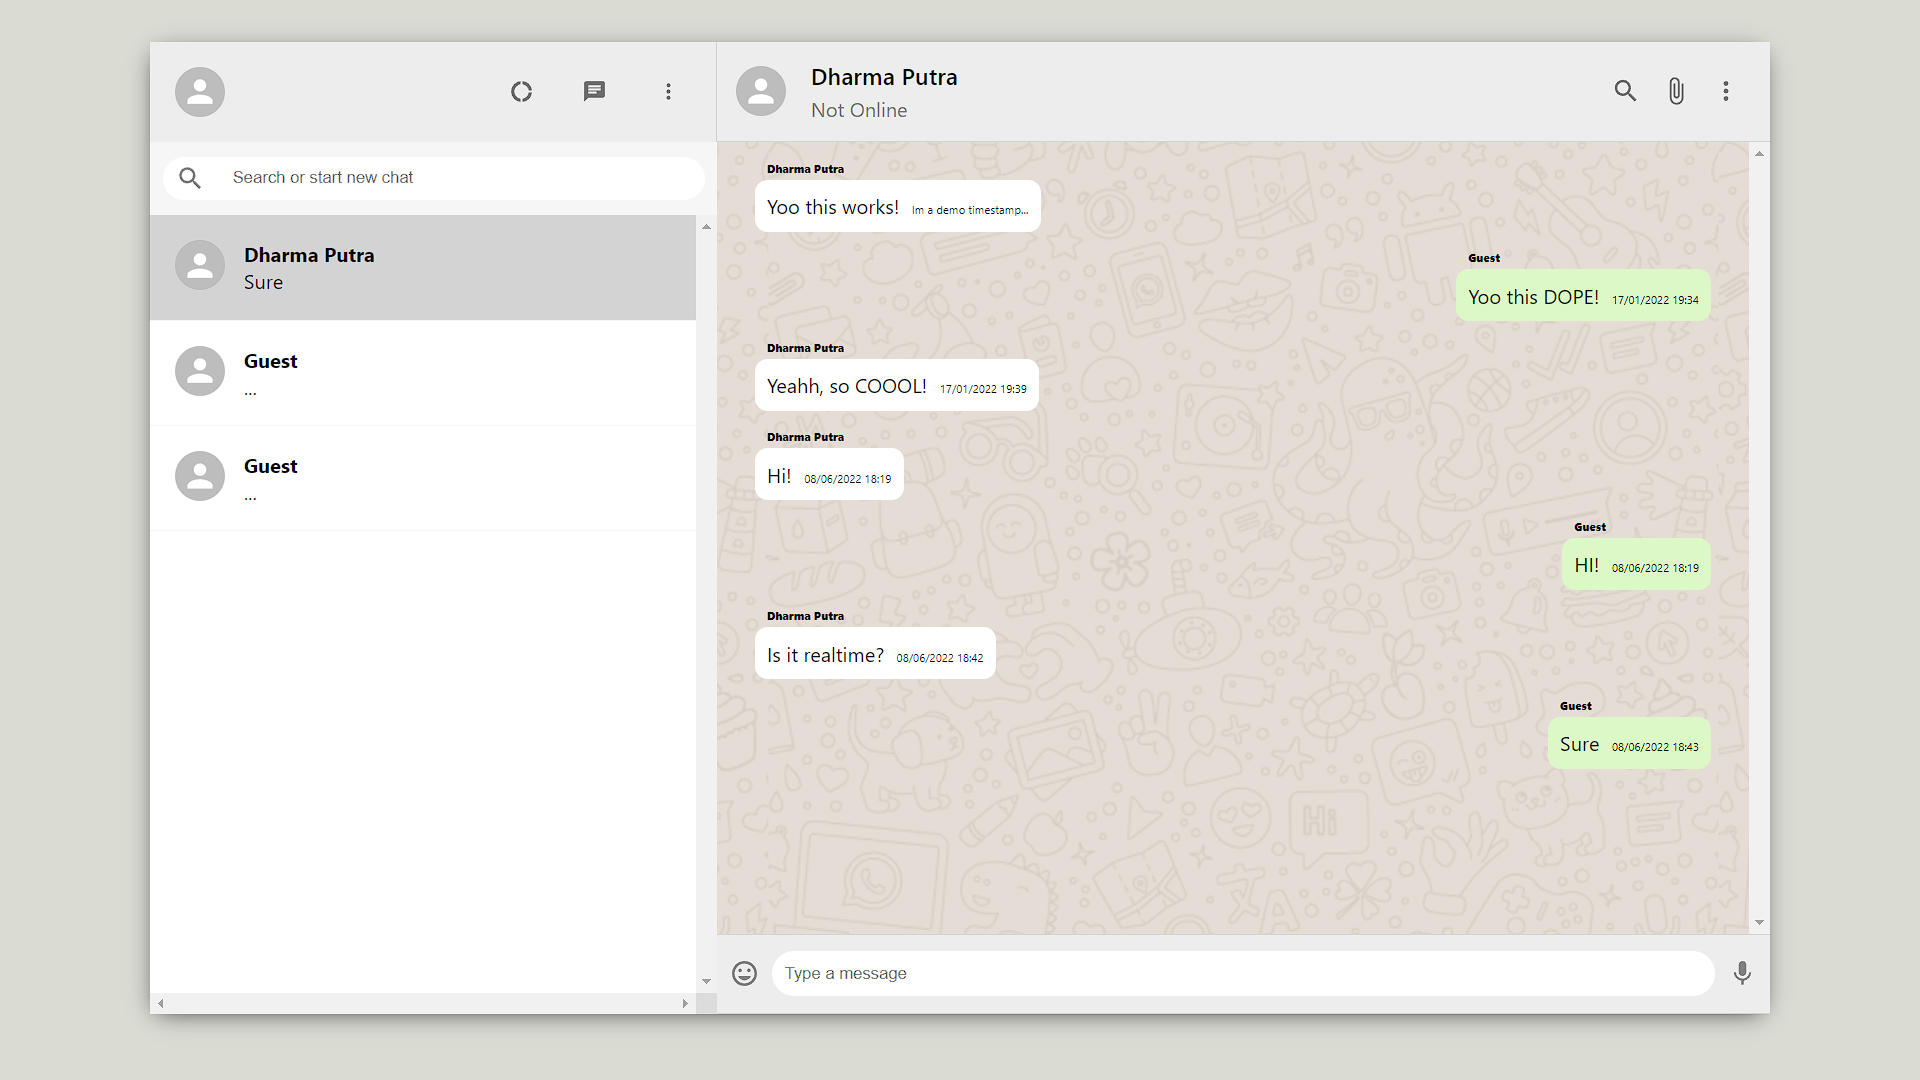 Search or start new chat
Dharma Putra
Sure
Guest
...
Guest
...
Dharma Putra
Not Online
Dharma Putra
Yoo this works! Im a demo timestamp...
Guest
Yoo this DOPE! 17/01/2022 19:34
Dharma Putra
Yeahh, so COOOL! 17/01/2022 19:39
Dharma Putra
Hi! 08/06/2022 18:19
Guest
HI! 08/06/2022 18:19
Dharma Putra
Is it realtime? 08/06/2022 18:42
Guest
Sure 08/06/2022 18:43
Hi
Type a message